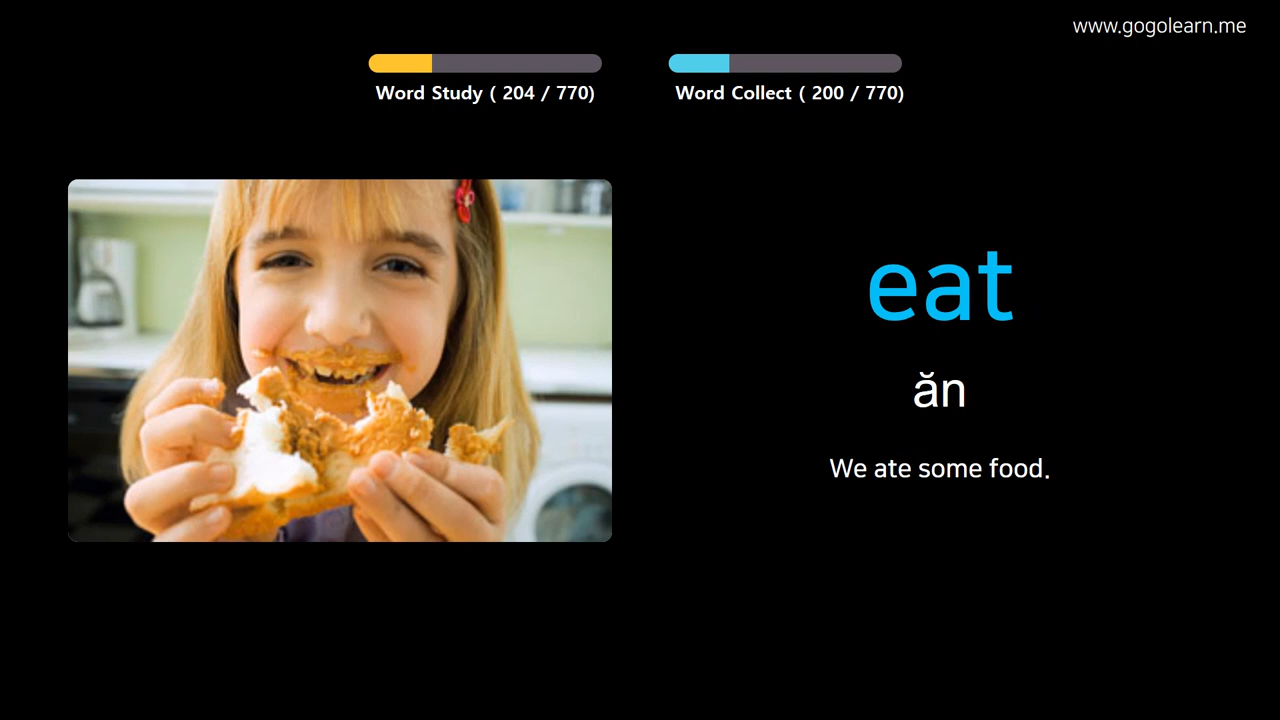 www.gogolearn.me
Word Study ( 204 / 770)
Word Collect ( 200 / 770)
eat
ăn
We ate some food.